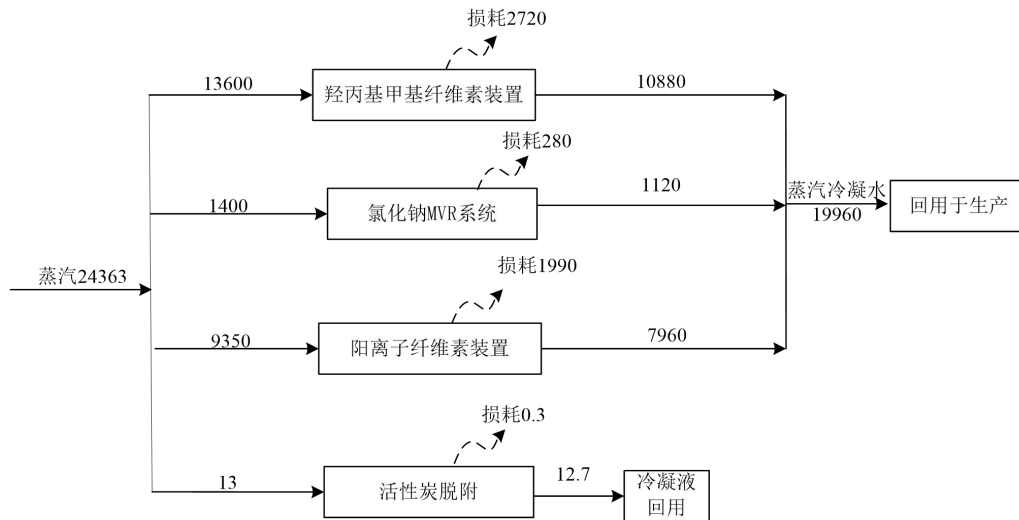 损耗2720
13600
羟丙基甲基纤维素装置
10880
损耗280
1400
氯化钠MVR系统
1120
蒸汽冷凝水
19960
回用于生产
蒸汽24363
损耗1990
9350
阳离子纤维素装置
7960
损耗0.3
13
活性炭脱附
12.7
冷凝液
回用